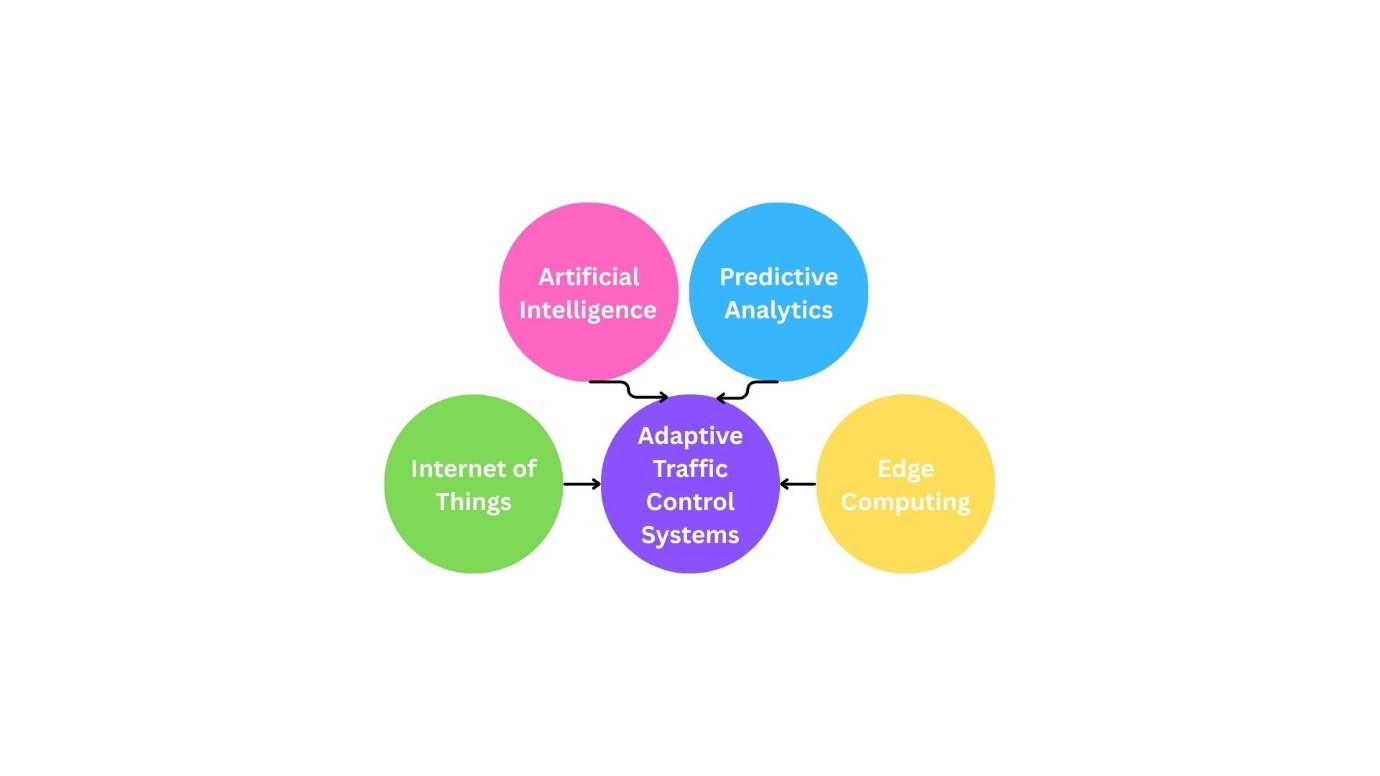 Artificial
Intelligence
Predictive
Analytics
Internet of
Things
Adaptive
Traffic
Control
Systems
Edge
Computing